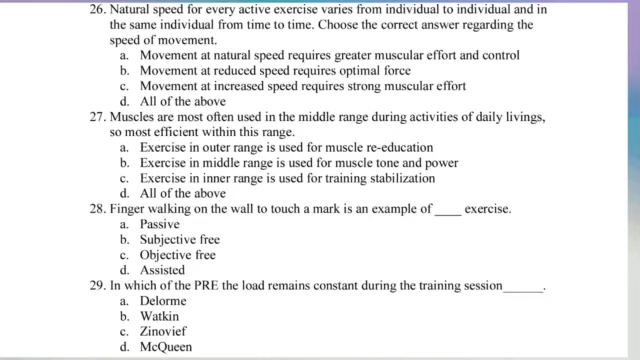 26. Natural speed for every active exercise varies from individual to individual and in
the same individual from time to time. Choose the correct answer regarding the
speed of movement.
a. Movement at natural speed requires greater muscular effort and control
b. Movement at reduced speed requires optimal force
c. Movement at increased speed requires strong muscular effort
d. All of the above
27. Muscles are most often used in the middle range during activities of daily livings,
so most efficient within this range.
a. Exercise in outer range is used for muscle re-education
b. Exercise in middle range is used for muscle tone and power
c. Exercise in inner range is used for training stabilization
d. All of the above
28. Finger walking on the wall to touch a mark is an example of ____ exercise.
a. Passive
b. Subjective free
c. Objective free
d. Assisted
29. In which of the PRE the load remains constant during the training session______.
a. Delorme
b. Watkin
c. Zinovief
d. McQueen